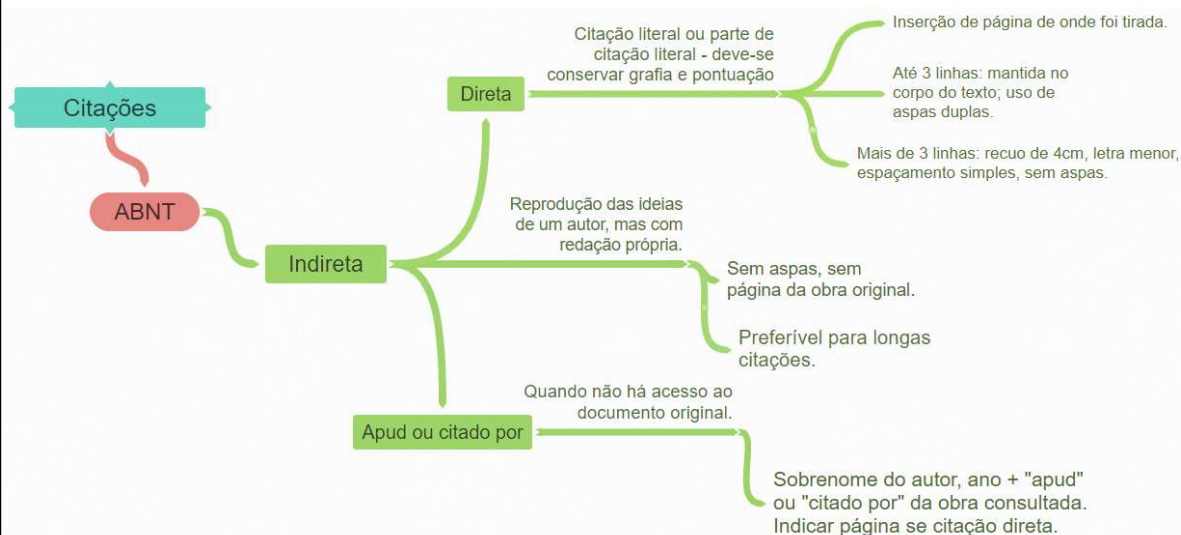 Citações
ABNT
Direta
Citação literal ou parte de
citação literal - deve-se
conservar grafia e pontuação
Inserção de página de onde foi tirada.
Até 3 linhas: mantida no
corpo do texto; uso de
aspas duplas.
Mais de 3 linhas: recuo de 4cm, letra menor,
espaçamento simples, sem aspas.
Indireta
Reprodução das ideias
de um autor, mas com
redação própria.
Sem aspas, sem
página da obra original.
Preferível para longas
citações.
Apud ou citado por
Quando não há acesso ao
documento original.
Sobrenome do autor, ano + "apud"
ou "citado por" da obra consultada.
Indicar página se citação direta.